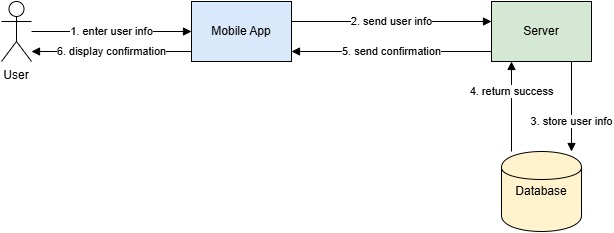 1. enter user info
Mobile App
2. send user info
Server
6. display confirmation
5. send confirmation
User
4. return success
3. store user info
Database